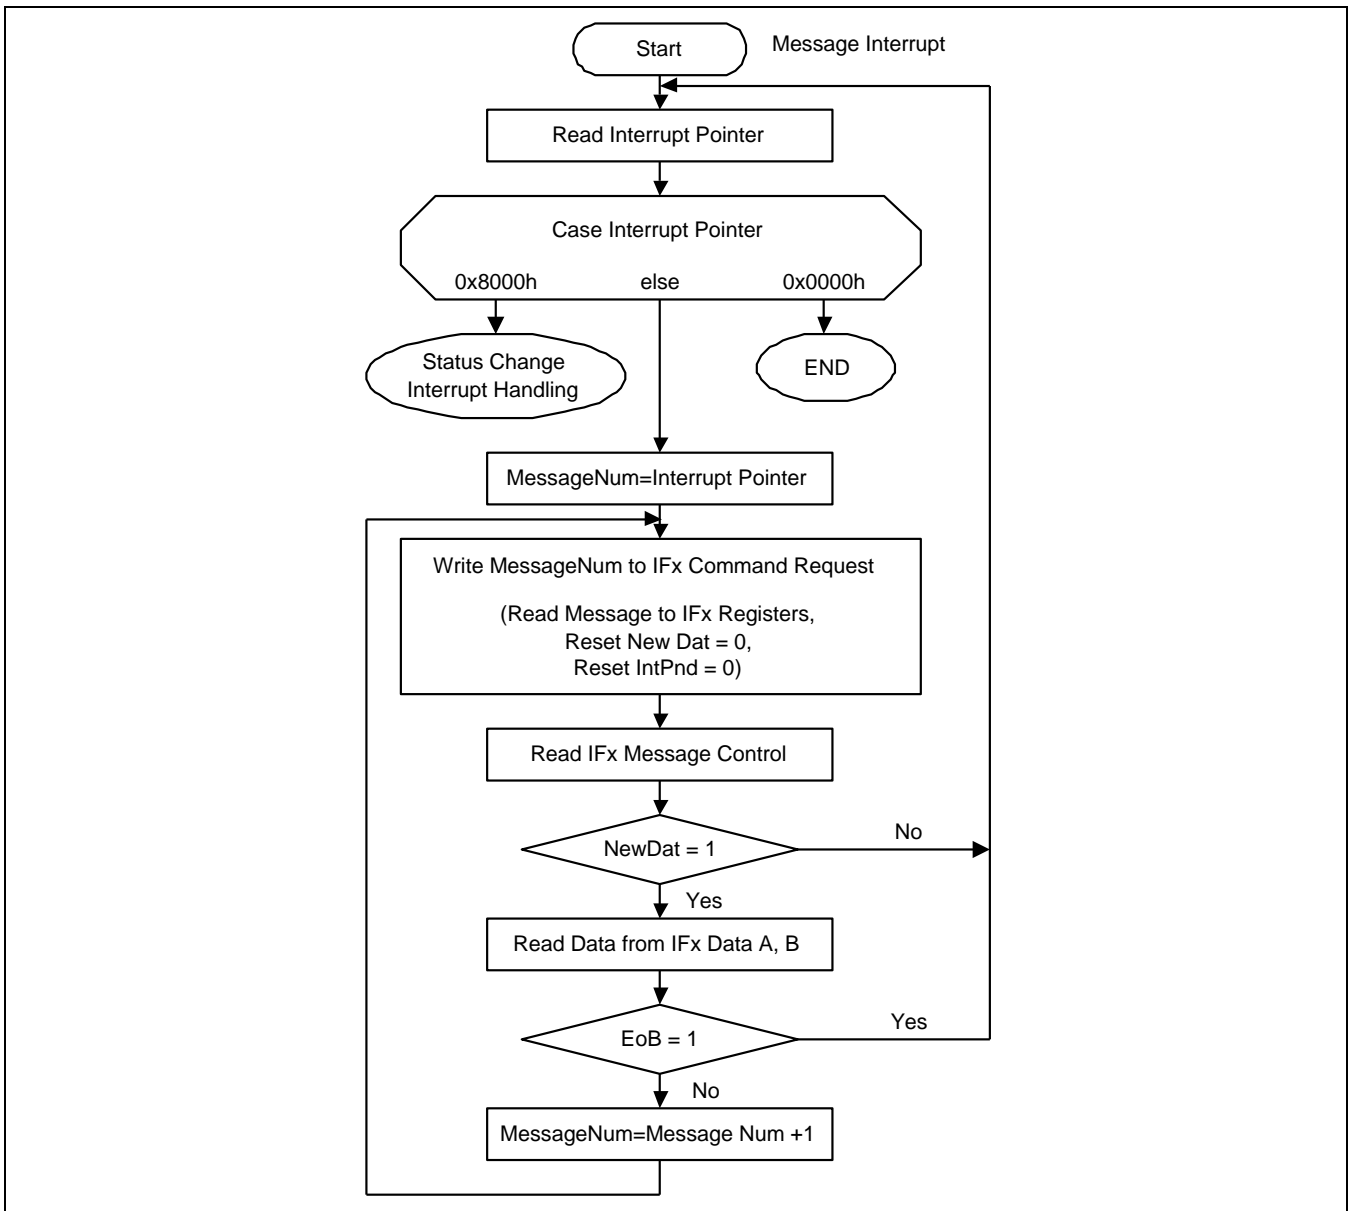 Start
Message Interrupt
Read Interrupt Pointer
Case Interrupt Pointer
0x8000h
else
0x0000h
Status Change
Interrupt Handling
END
MessageNum=Interrupt Pointer
Write MessageNum to IFx Command Request
(Read Message to IFx Registers,
Reset New Dat = 0,
Reset IntPnd = 0)
Read IFx Message Control
NewDat = 1
No
Yes
Read Data from IFx Data A, B
EoB = 1
Yes
No
MessageNum=Message Num +1